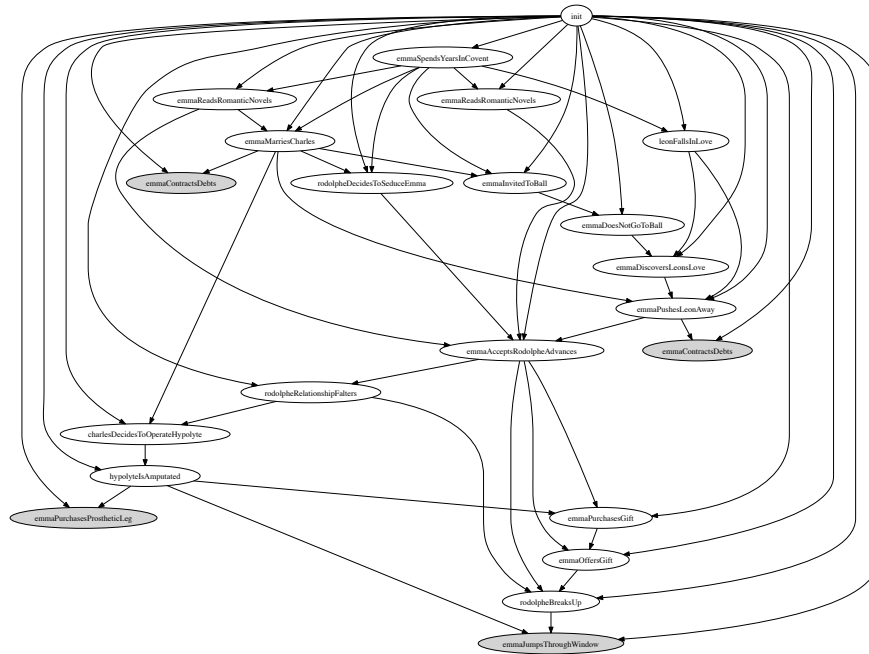 init
emmaSpendsYearsInCovent
emmaReadsRomanticNovels
emmaReadsRomanticNovels
emmaMarriesCharles
leonFallsInLove
emmaContractsDebts
rodolpheDecidesToSeduceEmma
emmaInvitedToBall
emmaDoesNotGoToBall
emmaDiscoversLeonsLove
emmaPushesLeonAway
emmaAcceptsRodolpheAdvances
emmaContractsDebts
rodolpheRelationshipFalters
charlesDecidesToOperateHypolyte
hypolyteIsAmputated
emmaPurchasesProstheticLeg
emmaPurchasesGift
emmaOffersGift
rodolpheBreaksUp
emmaJumpsThroughWindow